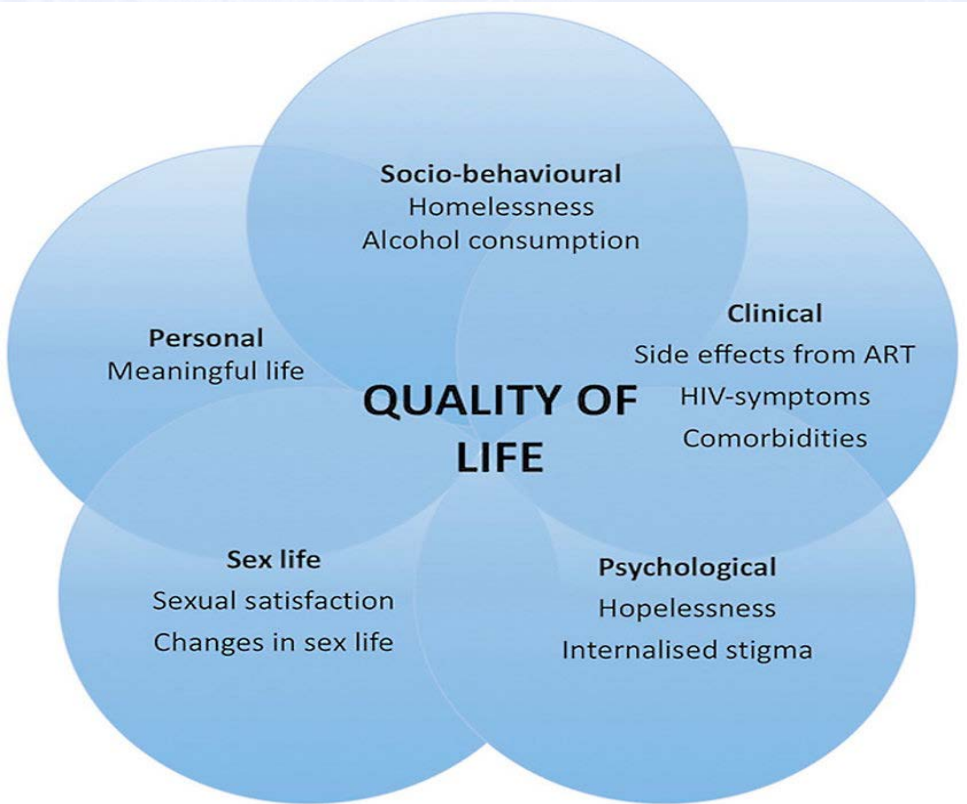 Socio-behavioural
Homelessness
Alcohol consumption
Personal
Meaningful life
Clinical
Side effects from ART
HIV-symptoms
Comorbidities
QUALITY OF
LIFE
Sex life
Sexual satisfaction
Changes in sex life
Psychological
Hopelessness
Internalised stigma